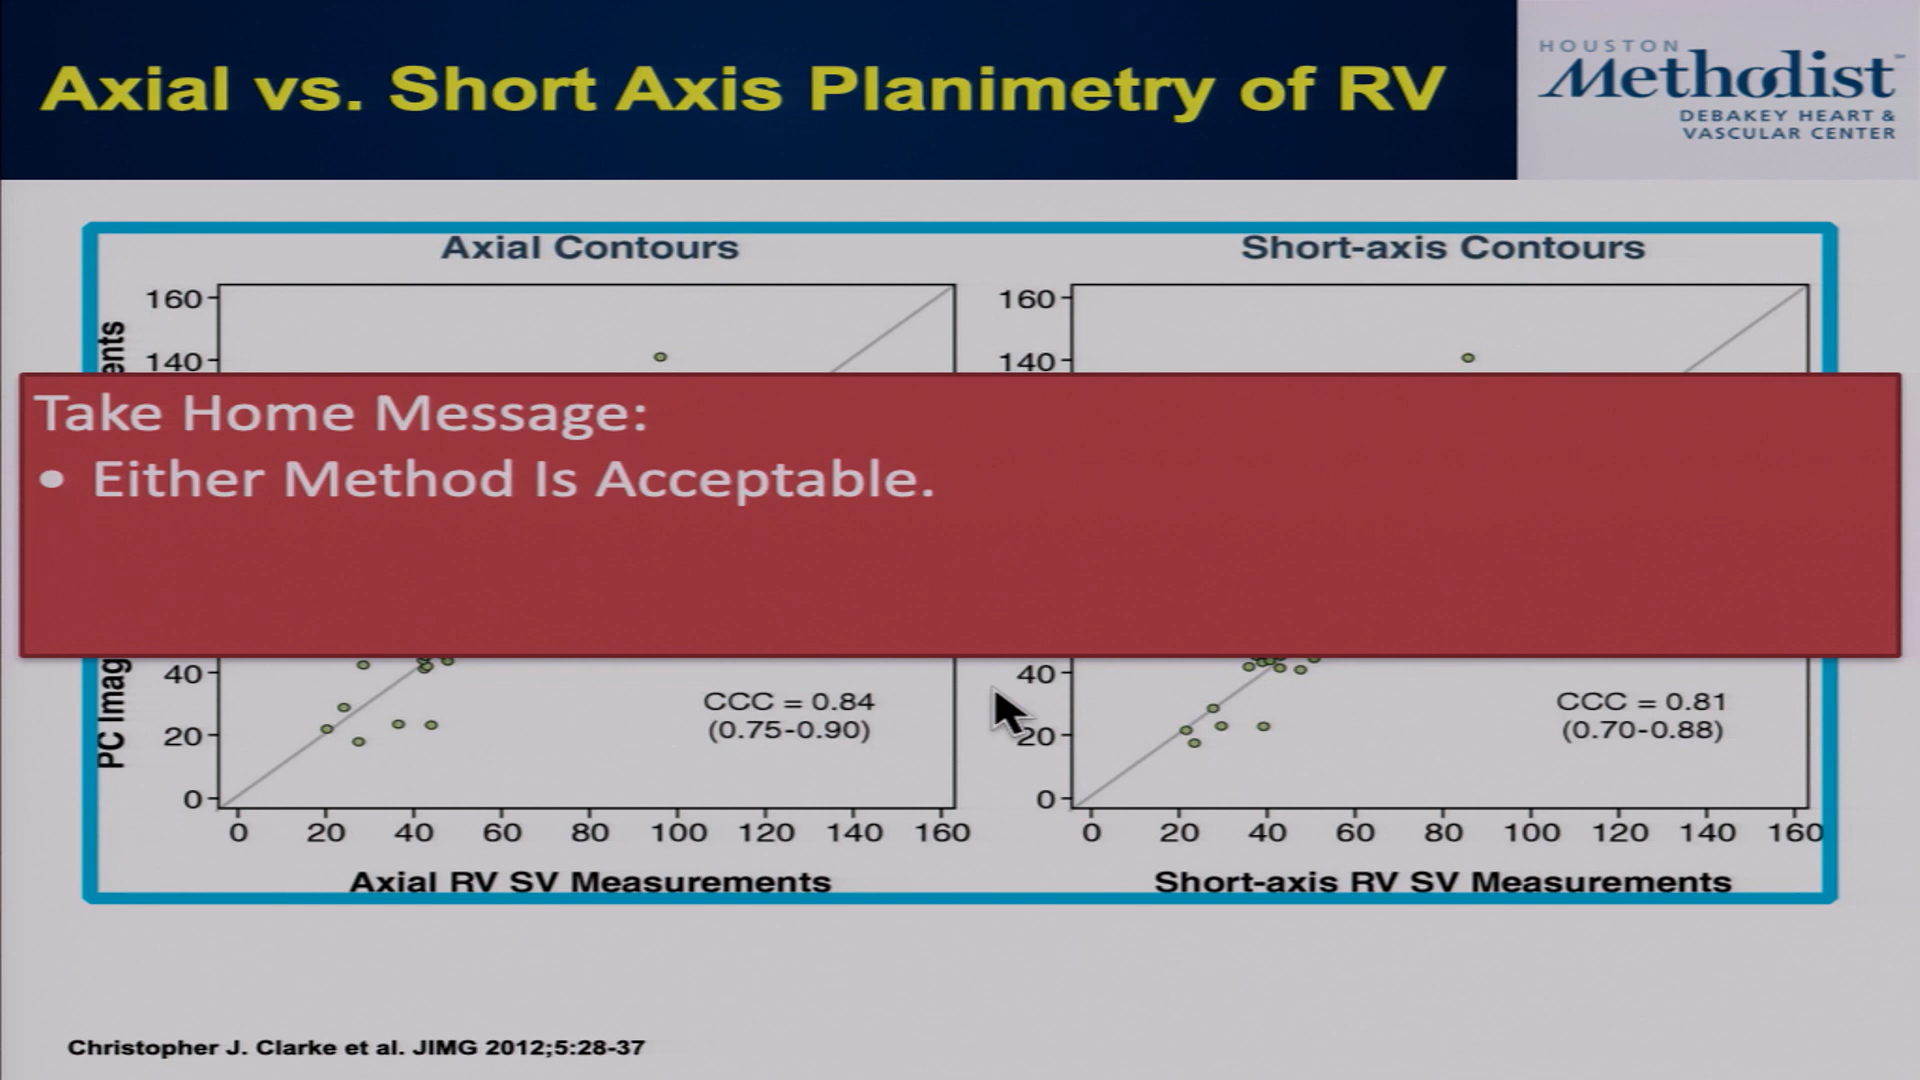 Axial vs. Short Axis Planimetry of RV
HOUSTON
Methodist
DEBAKEY HEART &
VASCULAR CENTER
Axial Contours
160
140
40
20
0
0 20 40 60 80 100 120 140 160
CCC = 0.84
(0.75-0.90)
Axial RV SV Measurements
Short-axis Contours
160
140
40
20
0
0 20 40 60 80 100 120 140 160
CCC = 0.81
(0.70-0.88)
Short-axis RV SV Measurements
Take Home Message:
• Either Method Is Acceptable.
PC
Christopher J. Clarke et al. JIMG 2012;5:28-37